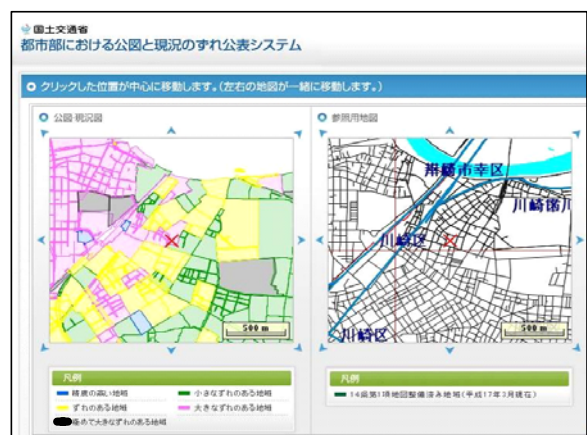 国土交通省
都市部における公図と現況のずれ公表システム
クリックした位置が中心に移動します。(左右の地図が一緒に移動します。)
公図・現況図
参照用地図
川崎市幸区
川崎区
川崎区
500 m
500 m
凡例
精度の高い地域
小さなずれのある地域
ずれのある地域
大きなずれのある地域
極めて大きなずれのある地域
凡例
14条第1項地図整備済み地域(平成17年2月現在)